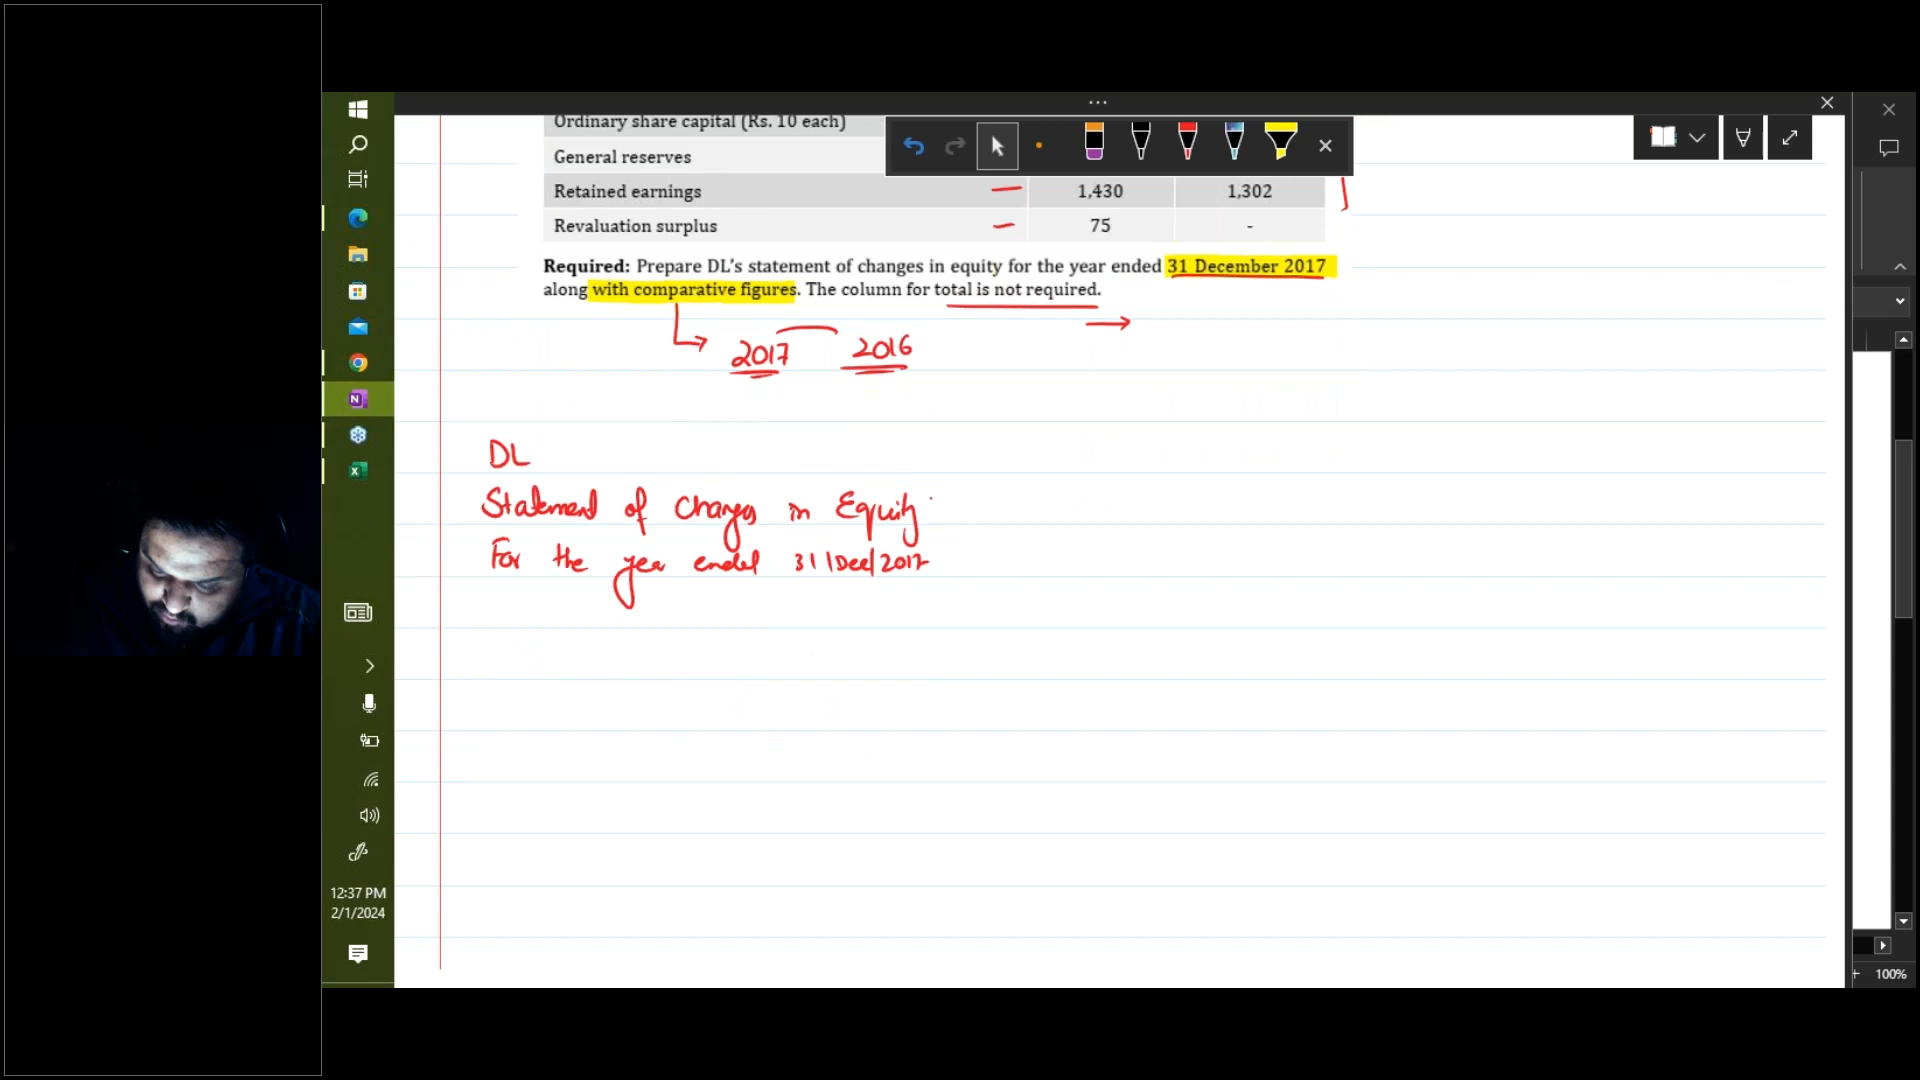 Ordinary share capital (Rs. 10 each)
General reserves
Retained earnings 1,430 1,302
Revaluation surplus 75 -
Required: Prepare DL's statement of changes in equity for the year ended 31 December 2017
along with comparative figures. The column for total is not required.
2017 2016
DL
Statement of Changes in Equity
For the year ended 31/Dec/2017
12:37 PM
2/1/2024
100%